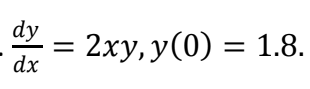 . dy/dx = 2xy, y(0) = 1.8.